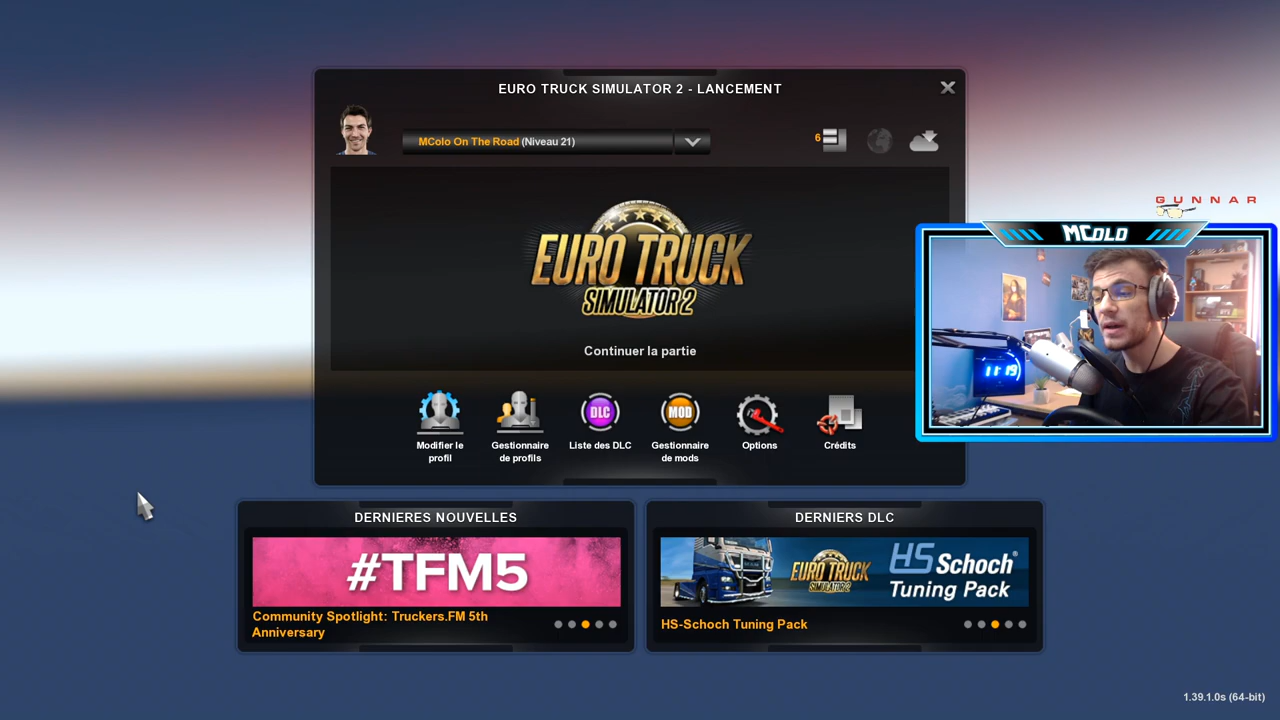 EURO TRUCK SIMULATOR 2 - LANCEMENT
MColo On The Road (Niveau 21)
6
EURO TRUCK
SIMULATOR 2
Continuer la partie
GUNNAR
MCOLO
11:19
DLC
MOD
Modifier le
profil
Gestionnaire
de profils
Liste des DLC
Gestionnaire
de mods
Options
Crédits
DERNIERES NOUVELLES
#TFM5
Community Spotlight: Truckers.FM 5th
Anniversary
DERNIERS DLC
EURO TRUCK
SIMULATOR 2
HS Schoch®
Tuning Pack
HS-Schoch Tuning Pack
1.39.1.0s (64-bit)